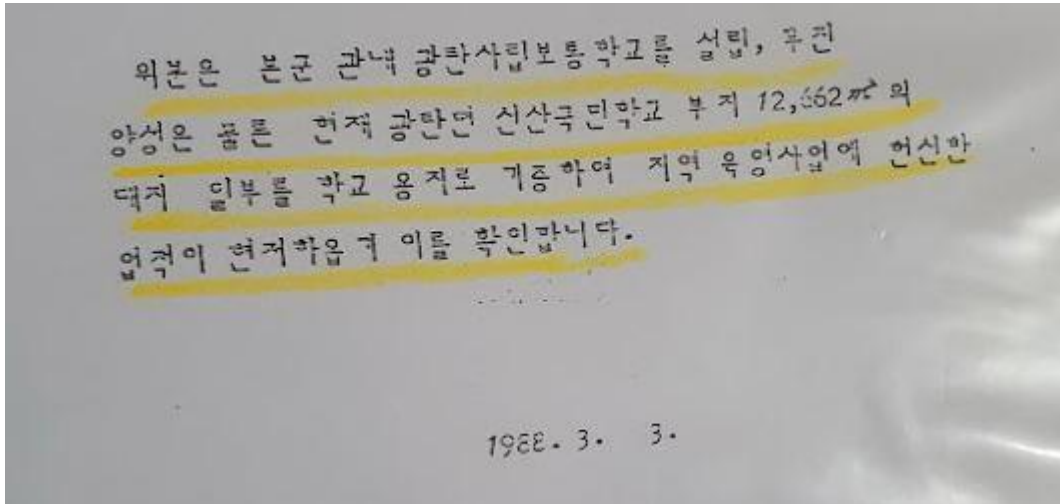 위분은 본군 관내 광탄사립보통학교를 설립, 후진
양성은 물론 현재 광탄면 신산국민학교 부지 12,662㎡의
대지 일부를 학교 용지로 기증하여 지역 육영사업에 헌신한
업적이 현저하옵기 이를 확인합니다.
1988. 3. 3.